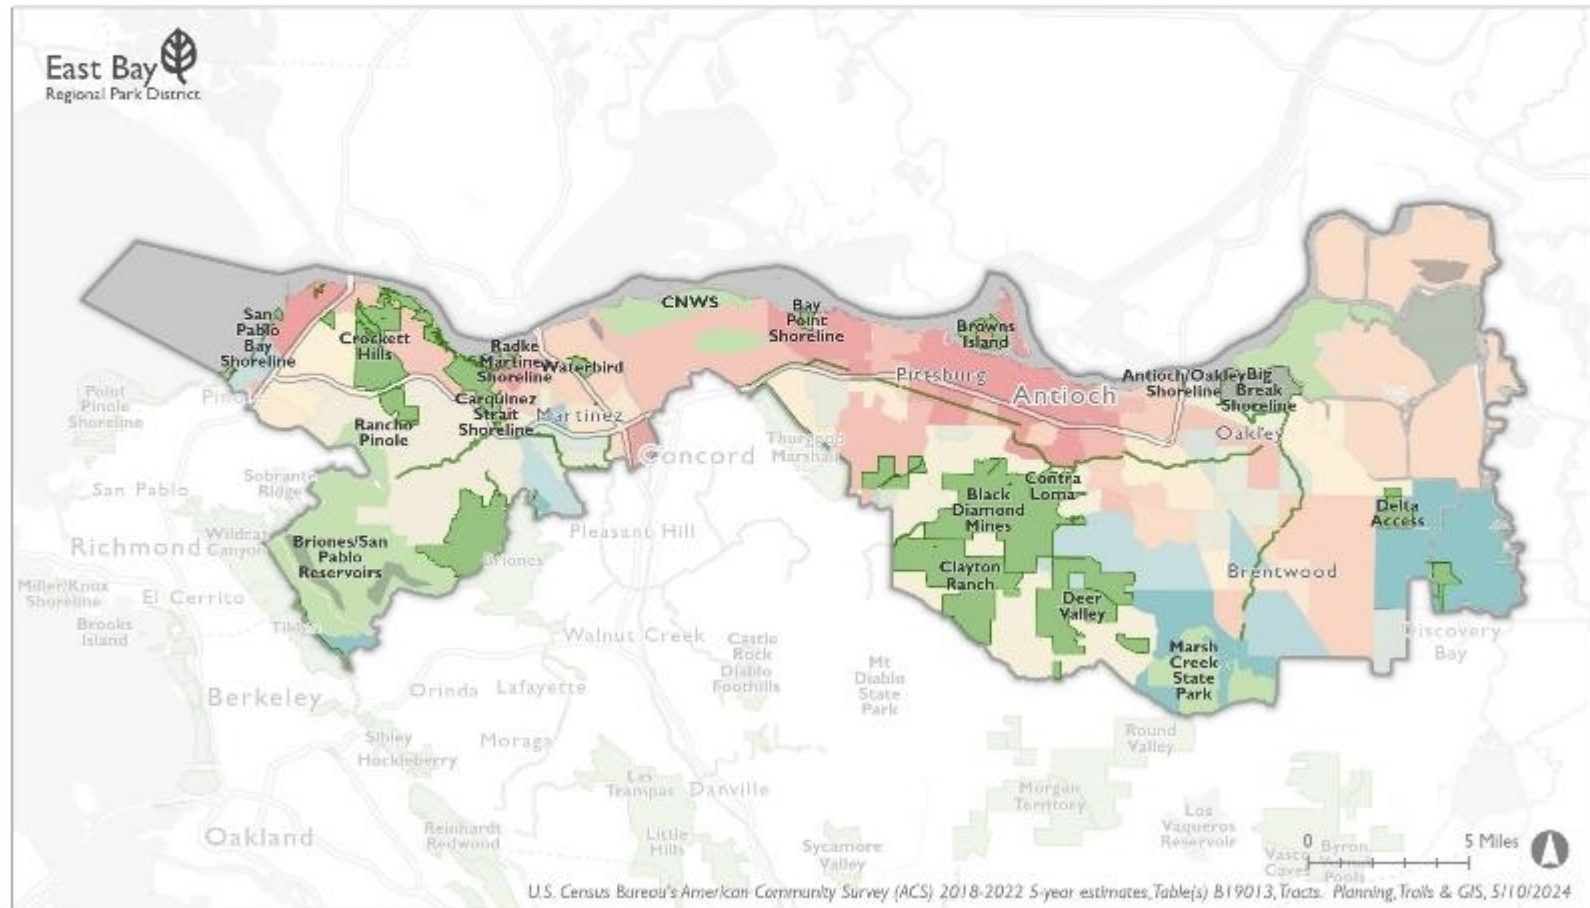 East Bay
Regional Park District
San
Pablo
Bay
Shoreline
Crockett
Hills
Radke
Martinez
Shoreline
Waterbird
CNWS
Bay
Point
Shoreline
Browns
Island
Pittsburg
Antioch
Antioch/Oakley
Shoreline
Big
Break
Shoreline
Oakley
Point
Pinole
Shoreline
Rancho
Pinole
Carquinez
Strait
Shoreline
Martinez
Concord
Thurgood
Marshall
San Pablo
Sobrante
Ridge
Wildcat
Canyon
Richmond
Briones/San
Pablo
Reservoirs
Briones
Pleasant Hill
Contra
Loma
Black
Diamond
Mines
Clayton
Ranch
Deer
Valley
Delta
Access
Brentwood
Discovery
Bay
Marsh
Creek
State
Park
Miller/Knox
Shoreline
El Cerrito
Brooks
Island
Walnut Creek
Castle
Rock
Diablo
Foothills
Mt
Diablo
State
Park
Berkeley
Orinda
Lafayette
Moraga
Sibley
Huckleberry
Las
Trampas
Danville
Round
Valley
Morgan
Territory
Los
Vaqueros
Reservoir
Oakland
Reinhardt
Redwood
Little
Hills
Sycamore
Valley
Vasco
Caves
Byron
Pools
0 5 Miles
U.S. Census Bureau's American Community Survey (ACS) 2018-2022 5-year estimates, Table(s) B19013, Tracts. Planning, Trails & GIS, 5/10/2024